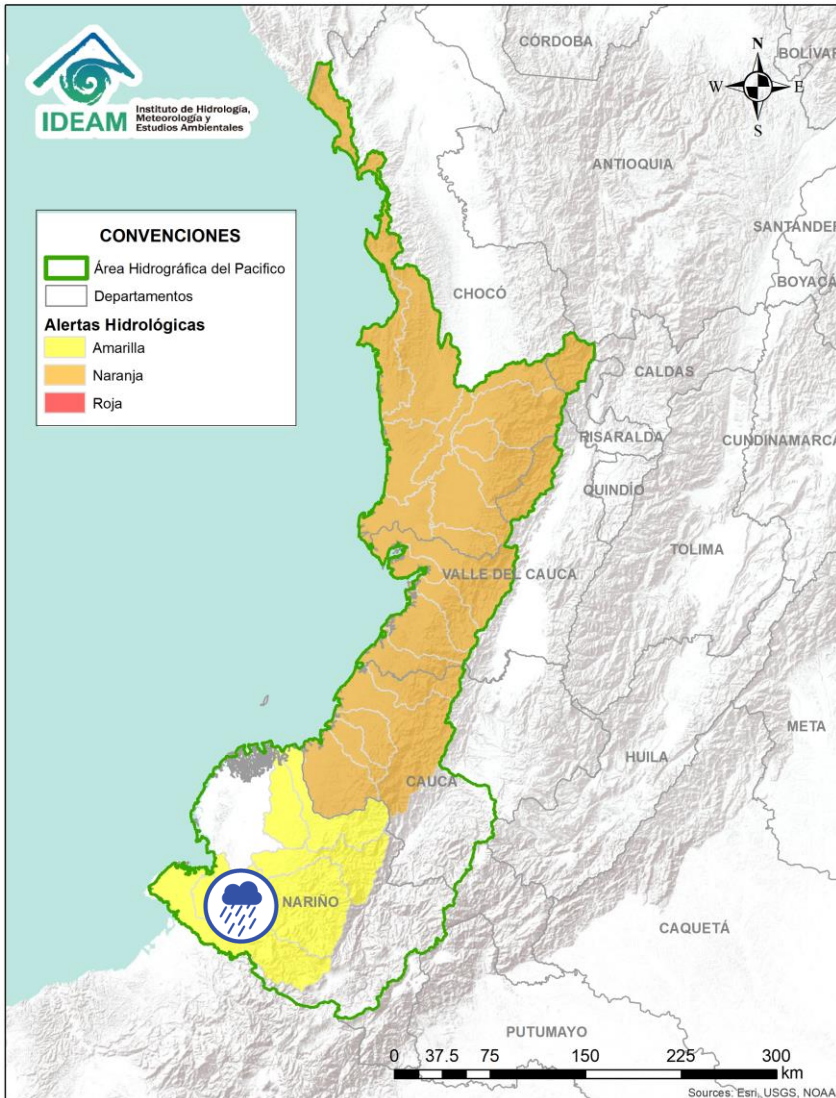 IDEAM
Instituto de Hidrología,
Meteorología y
Estudios Ambientales
CÓRDOBA
BOLÍVAR
N
W
E
S
ANTIOQUIA
SANTANDER
BOYACÁ
CONVENCIONES
Área Hidrográfica del Pacifico
Departamentos
Alertas Hidrológicas
Amarilla
Naranja
Roja
CHOCÓ
CALDAS
RISARALDA
CUNDINAMARCA
QUINDÍO
TOLIMA
VALLE DEL CAUCA
META
HUILA
CAUCA
NARIÑO
CAQUETÁ
PUTUMAYO
0 37.5 75 150 225 300
km
Sources: Esri, USGS, NOAA